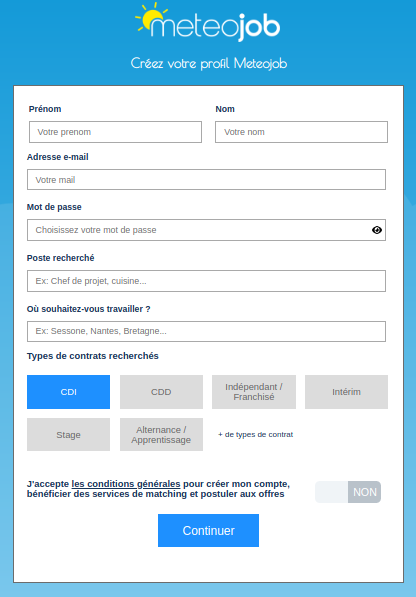 meteojob
Créez votre profil Meteojob
Prénom Nom
Votre prenom Votre nom
Adresse e-mail
Votre mail
Mot de passe
Choisissez votre mot de passe
Poste recherché
Ex: Chef de projet, cuisine...
Où souhaitez-vous travailler ?
Ex: Sessone, Nantes, Bretagne...
Types de contrats recherchés
CDI CDD Indépendant / Intérim
Franchisé
Stage Alternance / + de types de contrat
Apprentissage
J'accepte les conditions générales pour créer mon compte,
bénéficier des services de matching et postuler aux offres
NON
Continuer